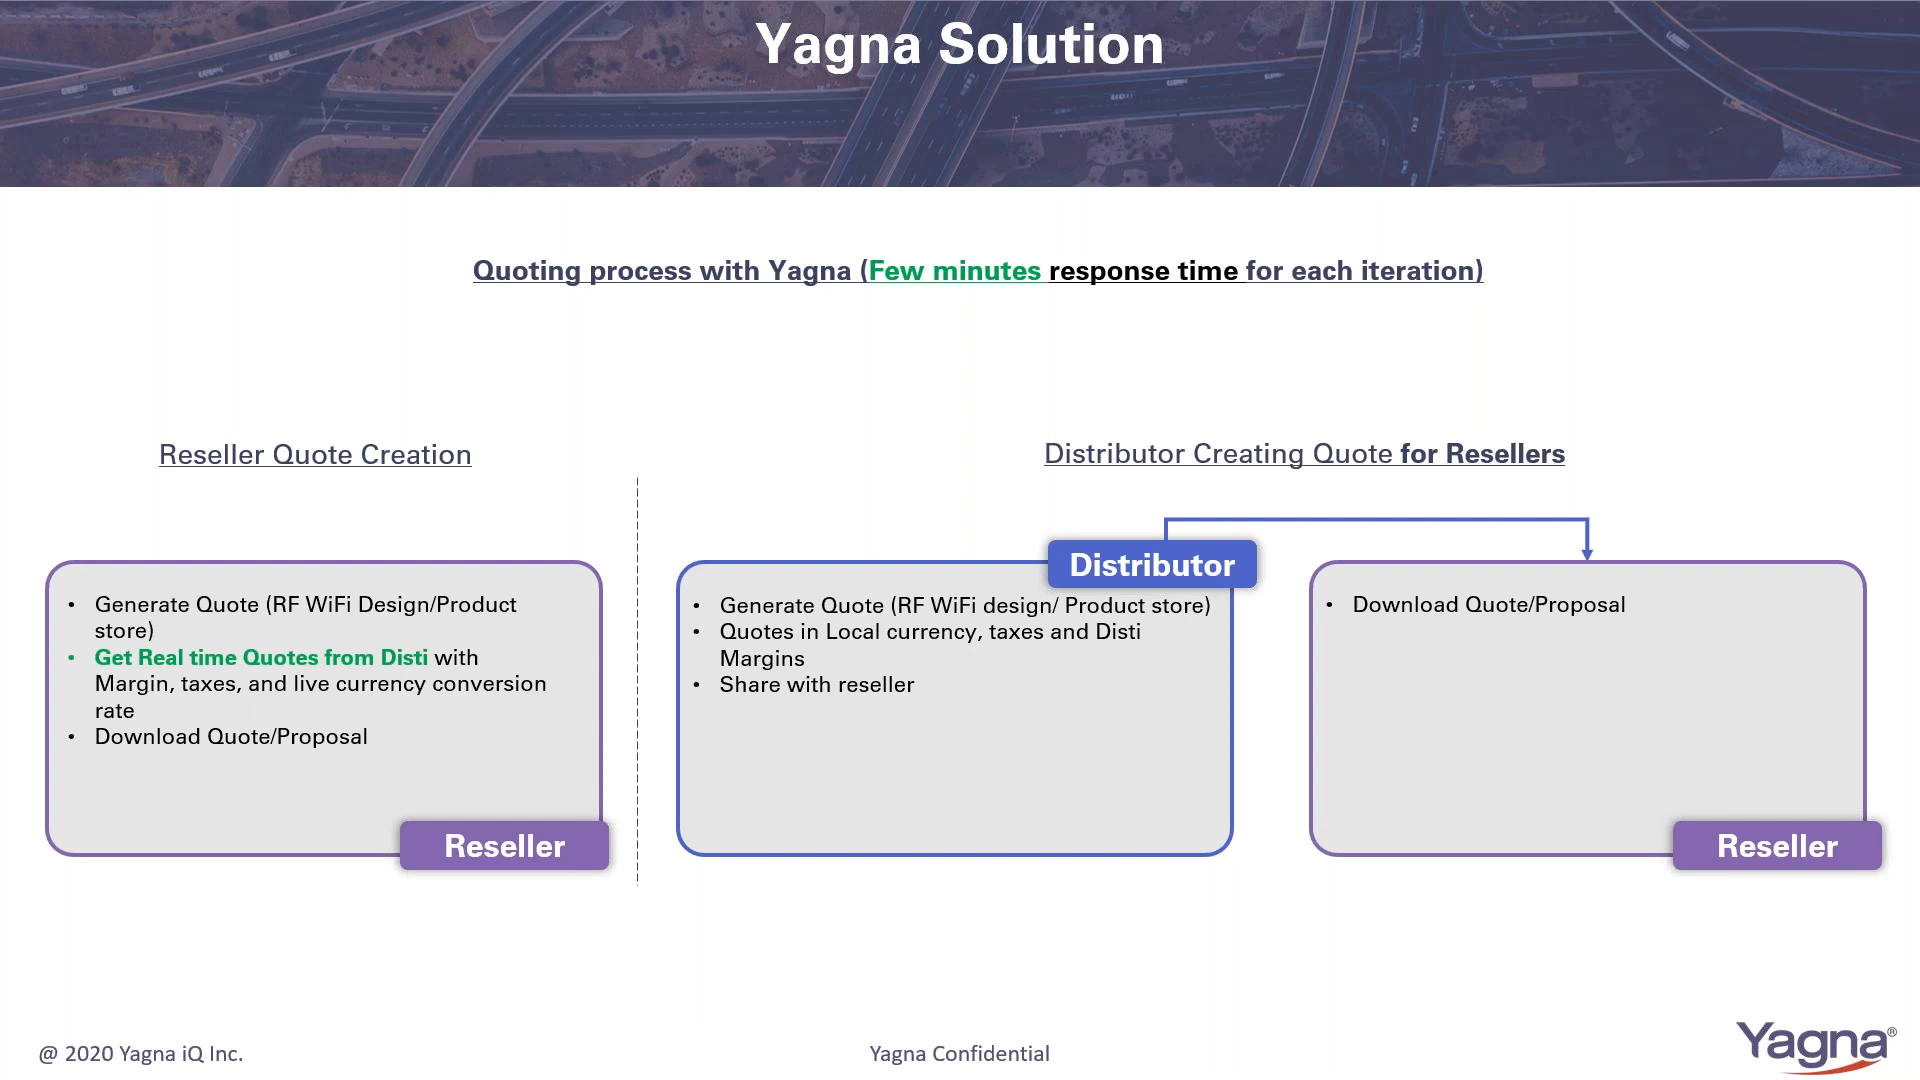 Yagna Solution
Quoting process with Yagna (Few minutes response time for each iteration)
Reseller Quote Creation
• Generate Quote (RF WiFi Design/Product
store)
• Get Real time Quotes from Disti with
Margin, taxes, and live currency conversion
rate
• Download Quote/Proposal
Reseller
Distributor Creating Quote for Resellers
Distributor
• Generate Quote (RF WiFi design/ Product store)
• Quotes in Local currency, taxes and Disti
Margins
• Share with reseller
• Download Quote/Proposal
Reseller
@ 2020 Yagna iQ Inc.
Yagna Confidential
Yagna®